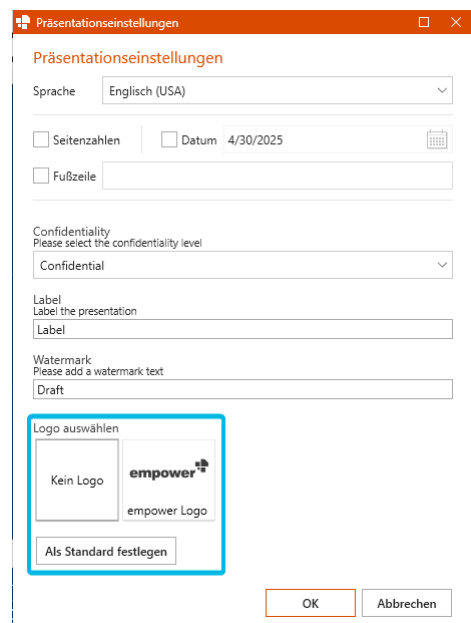 Präsentationseinstellungen
Präsentationseinstellungen
Sprache Englisch (USA)
Seitenzahlen Datum 4/30/2025
Fußzeile
Confidentiality
Please select the confidentiality level
Confidential
Label
Label the presentation
Label
Watermark
Please add a watermark text
Draft
Logo auswählen
Kein Logo empower
empower Logo
Als Standard festlegen
OK Abbrechen